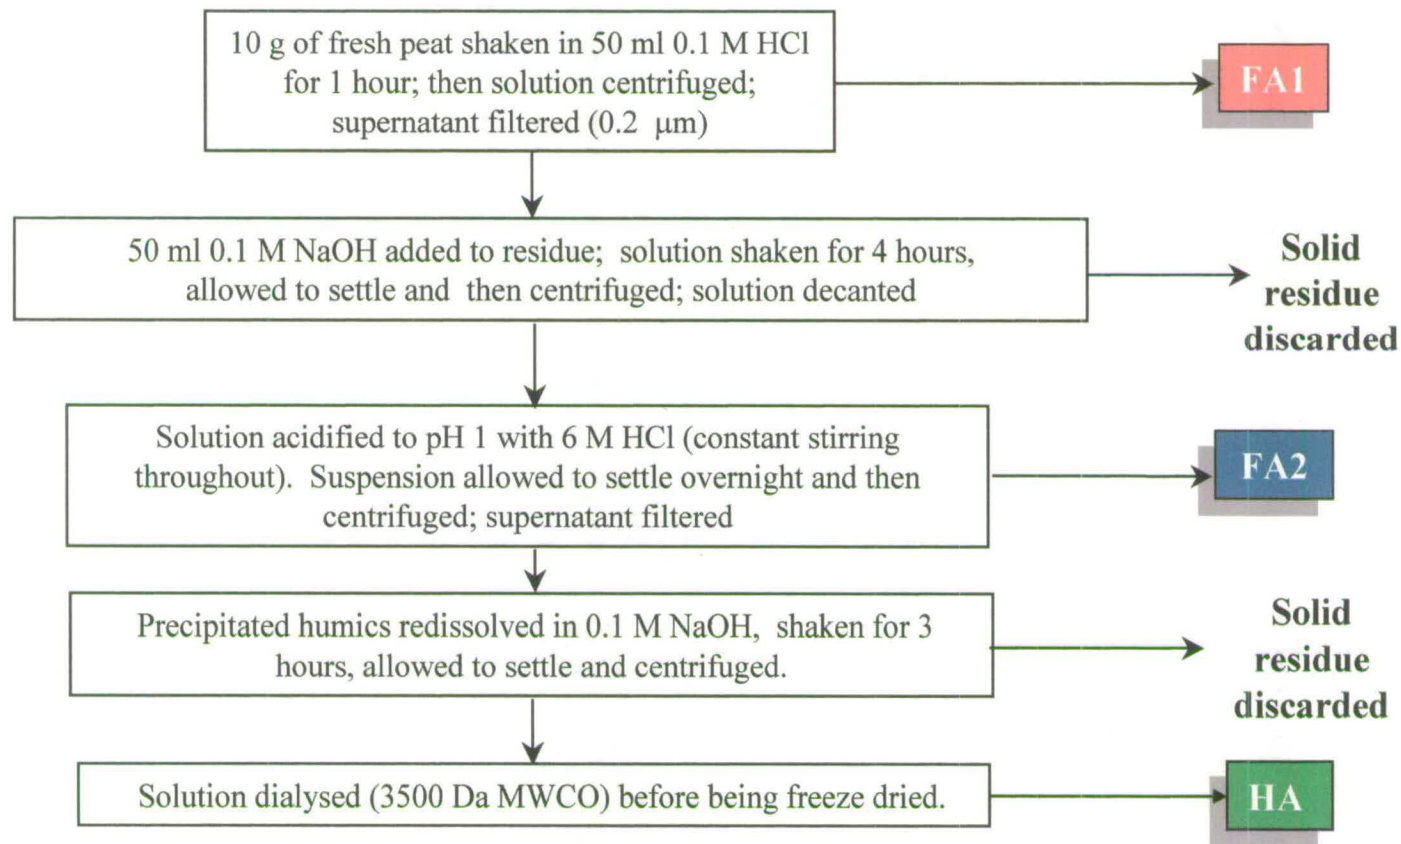 10 g of fresh peat shaken in 50 ml 0.1 M HCl
for 1 hour; then solution centrifuged;
supernatant filtered (0.2 μm)
FA1
50 ml 0.1 M NaOH added to residue; solution shaken for 4 hours,
allowed to settle and then centrifuged; solution decanted
Solid
residue
discarded
Solution acidified to pH 1 with 6 M HCl (constant stirring
throughout). Suspension allowed to settle overnight and then
centrifuged; supernatant filtered
FA2
Precipitated humics redissolved in 0.1 M NaOH, shaken for 3
hours, allowed to settle and centrifuged.
Solid
residue
discarded
Solution dialysed (3500 Da MWCO) before being freeze dried.
HA